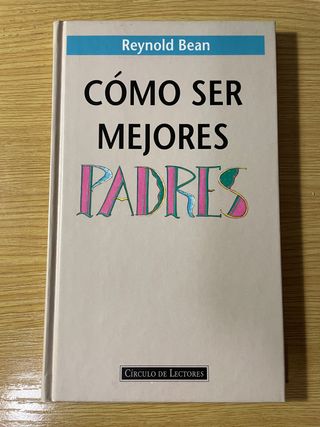 Reynold Bean
CÓMO SER
MEJORES
PADRES
CÍRCULO DE LECTORES